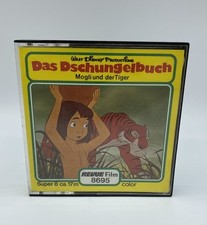 Walt Disney Productions
Das Dschungelbuch
Mogli und der Tiger
REVUE Film
8695
Super 8 ca. 17m
color